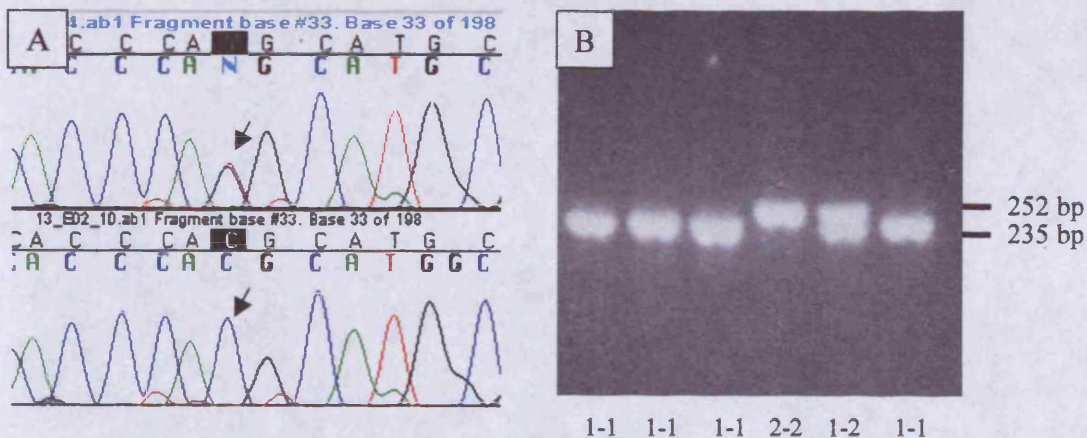 A
4.ab1 Fragment base #33. Base 33 of 198
C C C A G C A T G C
A C C C A N G C A T G C
13_E02_10.ab1 Fragment base #33. Base 33 of 198
C A C C C A C G C A T G C
A C C C A C G C A T G G C
B
252 bp
235 bp
1-1 1-1 1-1 2-2 1-2 1-1